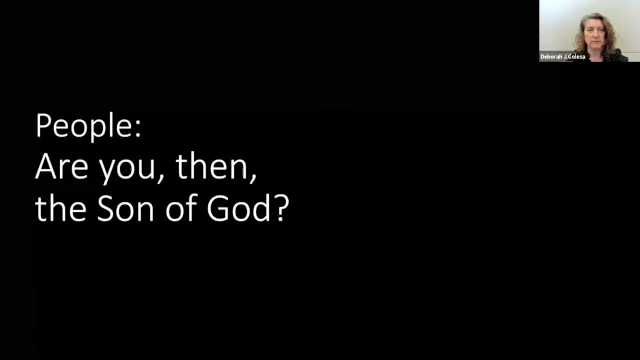 Deborah J.Colesa
People:
Are you, then,
the Son of God?